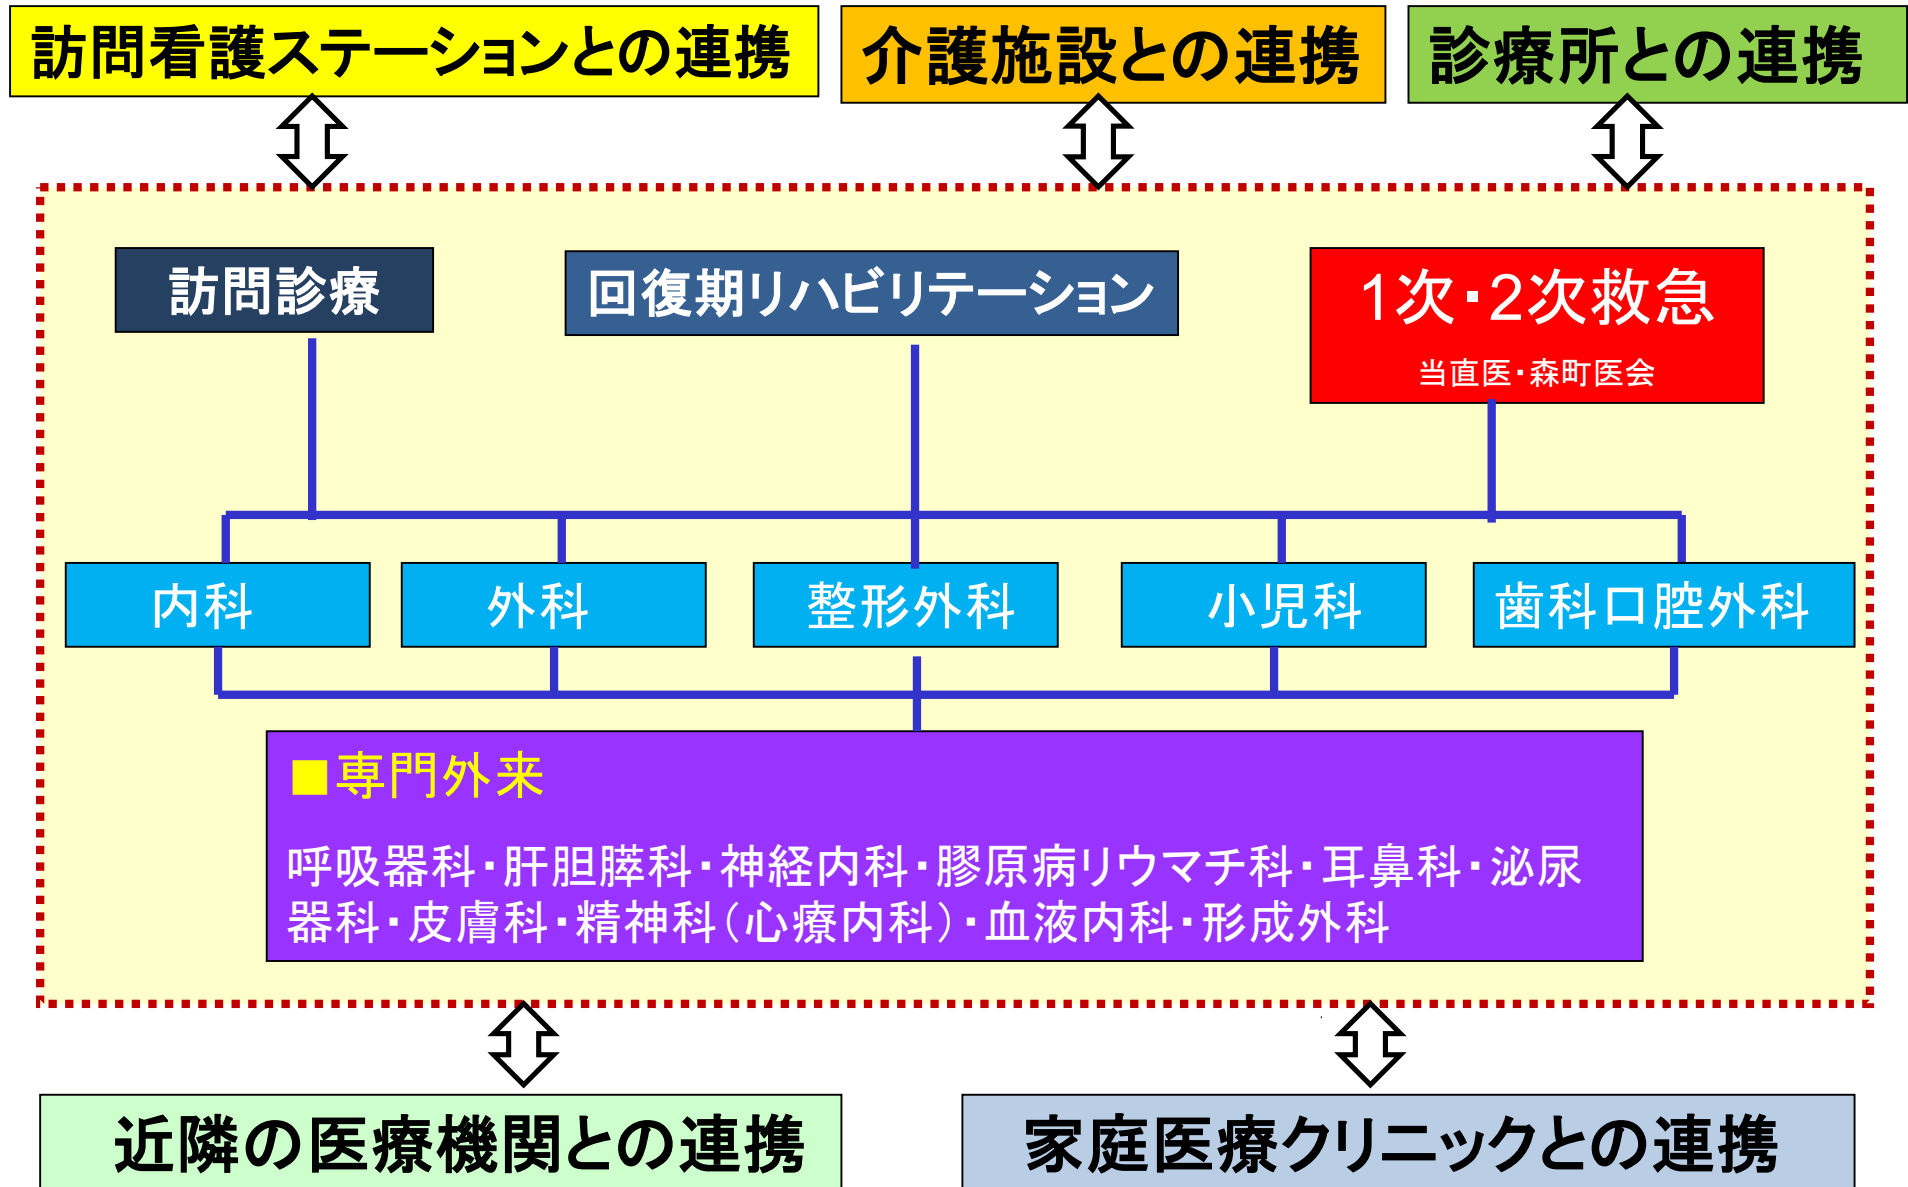 訪問看護ステーションとの連携
介護施設との連携
診療所との連携
訪問診療
回復期リハビリテーション
1次・2次救急
当直医・森町医会
内科
外科
整形外科
小児科
歯科口腔外科
■専門外来
呼吸器科・肝胆膵科・神経内科・膠原病リウマチ科・耳鼻科・泌尿
器科・皮膚科・精神科(心療内科)・血液内科・形成外科
近隣の医療機関との連携
家庭医療クリニックとの連携